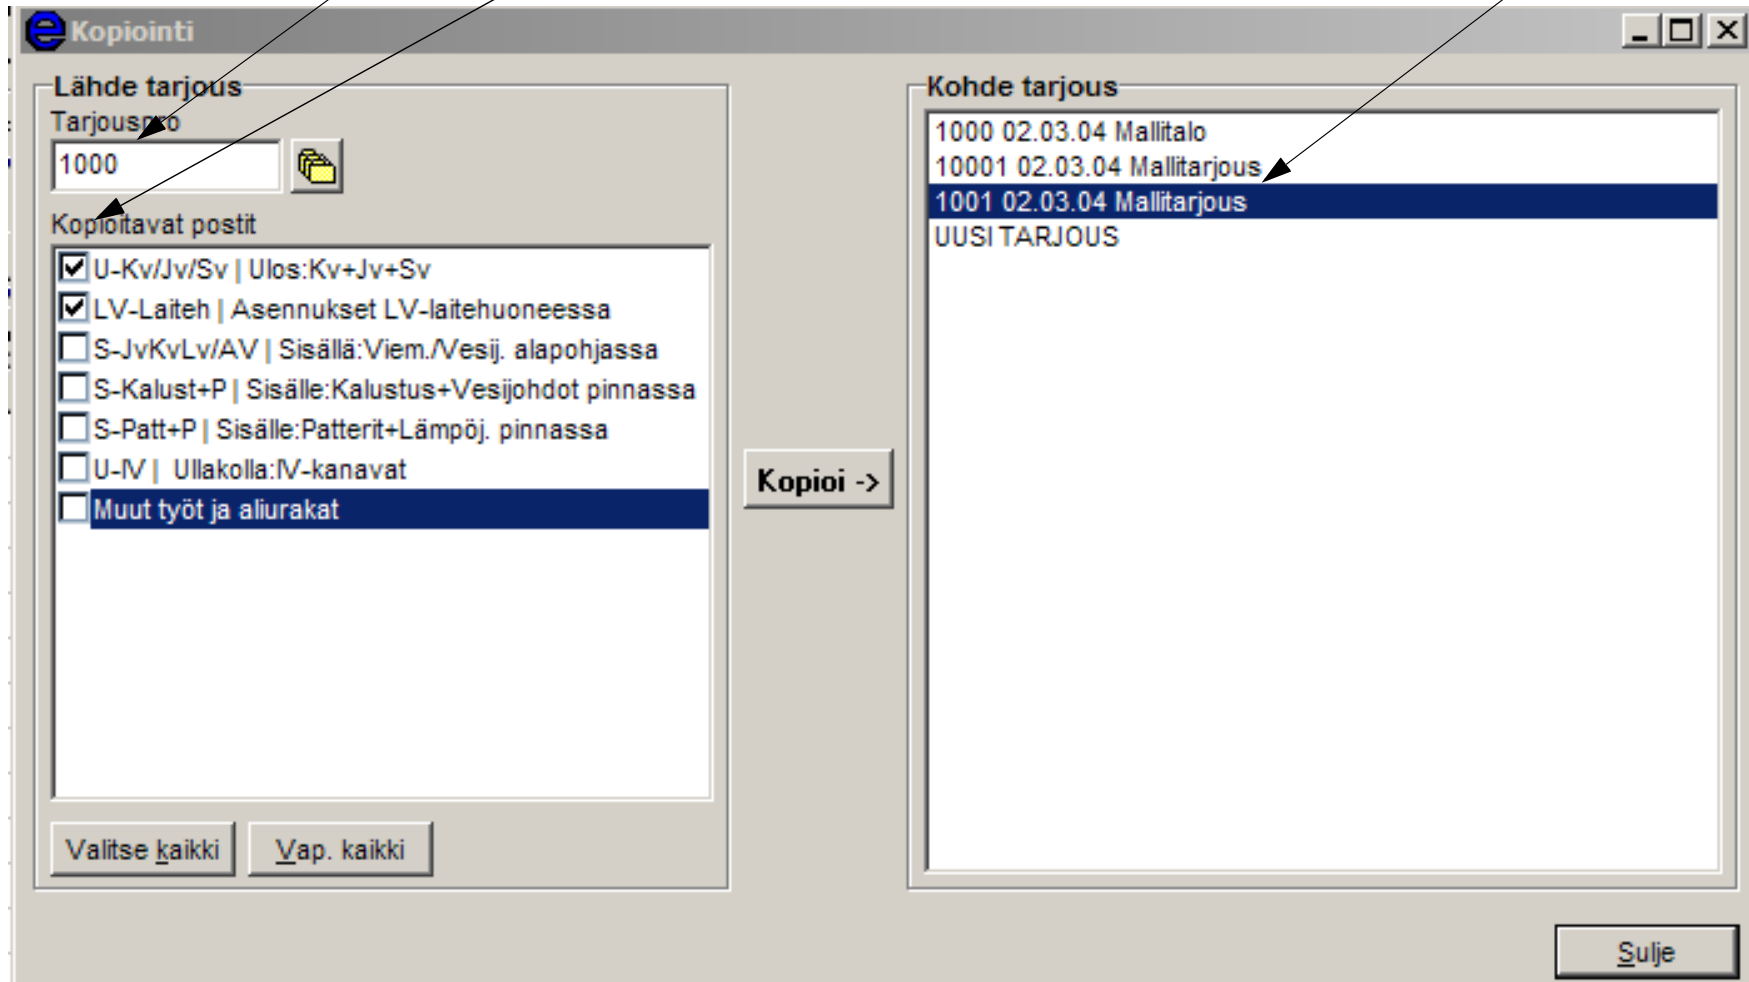 Kopiointi
Lähde tarjous
Tarjouspro
1000
Kopioitavat postit
U-Kv/Jv/Sv | Ulos:Kv+Jv+Sv
LV-Laiteh | Asennukset LV-laitehuoneessa
S-JvKvLv/AV | Sisällä:Viem./Vesij. alapohjassa
S-Kalust+P | Sisälle:Kalustus+Vesijohdot pinnassa
S-Patt+P | Sisälle:Patterit+Lämpöj. pinnassa
U-IV | Ullakolla:IV-kanavat
Muut työt ja aliurakat
Valitse kaikki
Vap. kaikki
Kopioi ->
Kohde tarjous
1000 02.03.04 Mallitalo
10001 02.03.04 Mallitarjous
1001 02.03.04 Mallitarjous
UUSI TARJOUS
Sulje